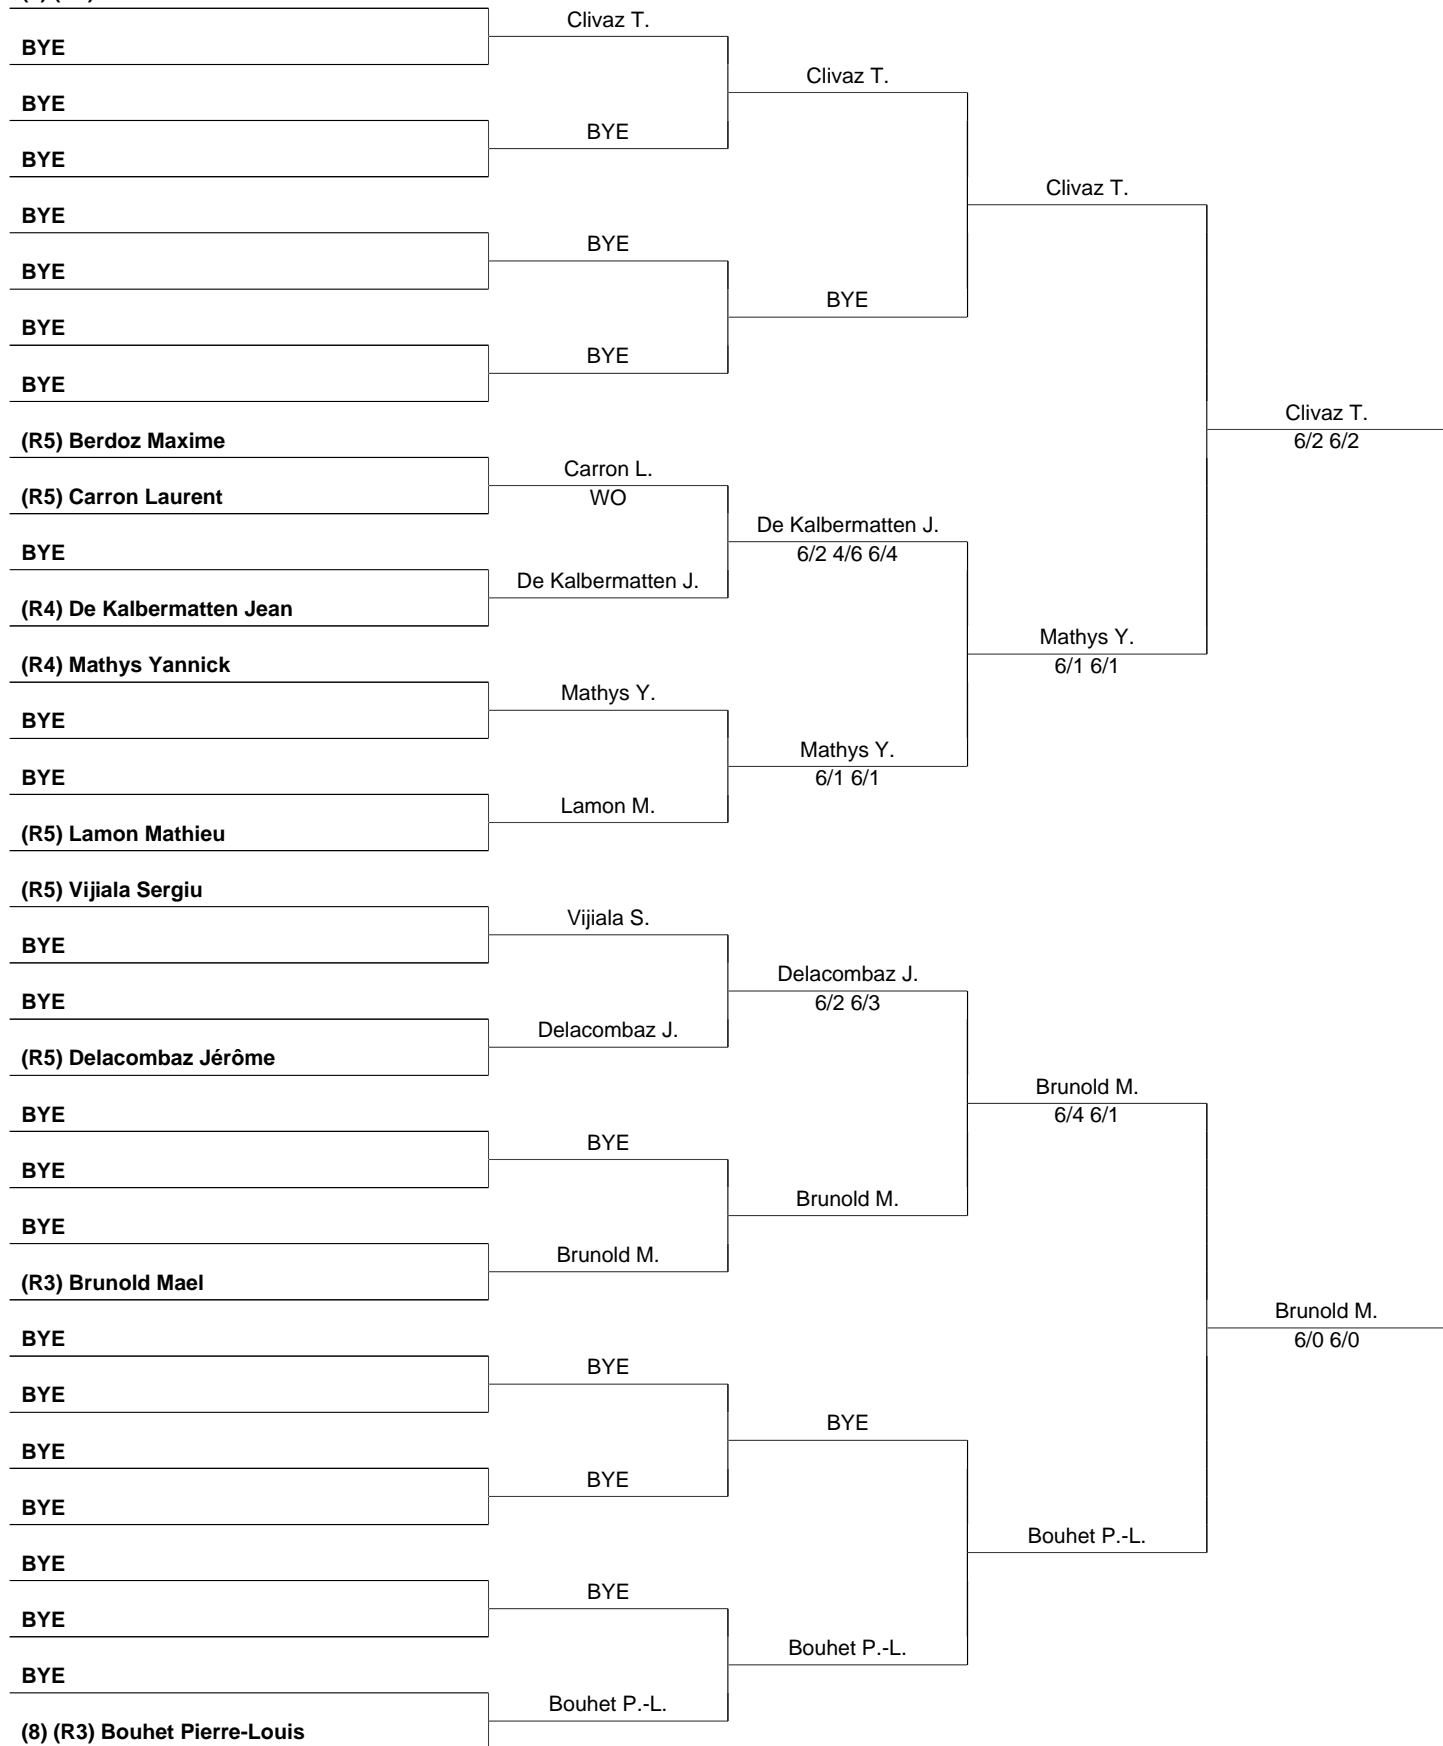 BYE
BYE
BYE
BYE
BYE
BYE
BYE
(R5) Berdoz Maxime
(R5) Carron Laurent
BYE
(R4) De Kalbermatten Jean
(R4) Mathys Yannick
BYE
BYE
(R5) Lamon Mathieu
(R5) Vijiala Sergiu
BYE
BYE
(R5) Delacombaz Jérôme
BYE
BYE
BYE
(R3) Brunold Mael
BYE
BYE
BYE
BYE
BYE
BYE
BYE
(8) (R3) Bouhet Pierre-Louis
Clivaz T.
BYE
BYE
BYE
Carron L.
WO
De Kalbermatten J.
Mathys Y.
Lamon M.
Vijiala S.
Delacombaz J.
BYE
Brunold M.
BYE
BYE
BYE
Bouhet P.-L.
Clivaz T.
BYE
De Kalbermatten J.
6/2 4/6 6/4
Mathys Y.
6/1 6/1
Delacombaz J.
6/2 6/3
Brunold M.
BYE
Bouhet P.-L.
Clivaz T.
Mathys Y.
6/1 6/1
Brunold M.
6/4 6/1
Bouhet P.-L.
Clivaz T.
6/2 6/2
Brunold M.
6/0 6/0